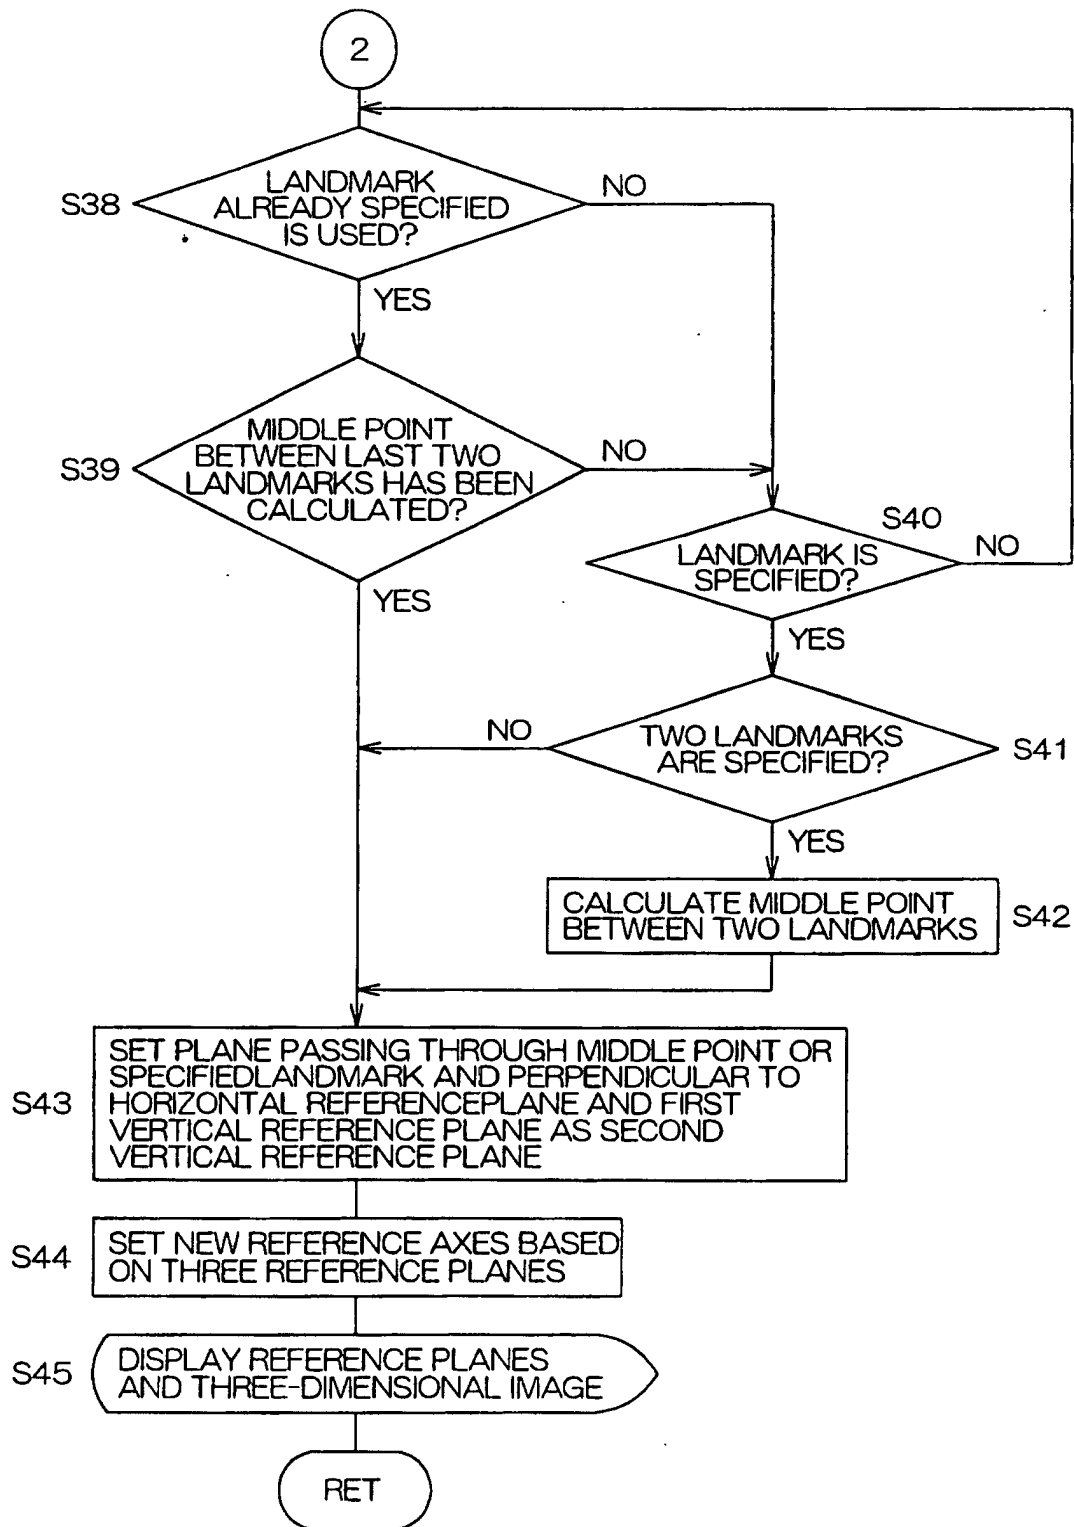 2
S38
LANDMARK
ALREADY SPECIFIED
IS USED?
NO
YES
S39
MIDDLE POINT
BETWEEN LAST TWO
LANDMARKS HAS BEEN
CALCULATED?
NO
YES
S40
LANDMARK IS
SPECIFIED?
NO
YES
TWO LANDMARKS
ARE SPECIFIED?
S41
NO
YES
CALCULATE MIDDLE POINT
BETWEEN TWO LANDMARKS
S42
S43
SET PLANE PASSING THROUGH MIDDLE POINT OR
SPECIFIEDLANDMARK AND PERPENDICULAR TO
HORIZONTAL REFERENCEPLANE AND FIRST
VERTICAL REFERENCE PLANE AS SECOND
VERTICAL REFERENCE PLANE
S44
SET NEW REFERENCE AXES BASED
ON THREE REFERENCE PLANES
S45
DISPLAY REFERENCE PLANES
AND THREE-DIMENSIONAL IMAGE
RET